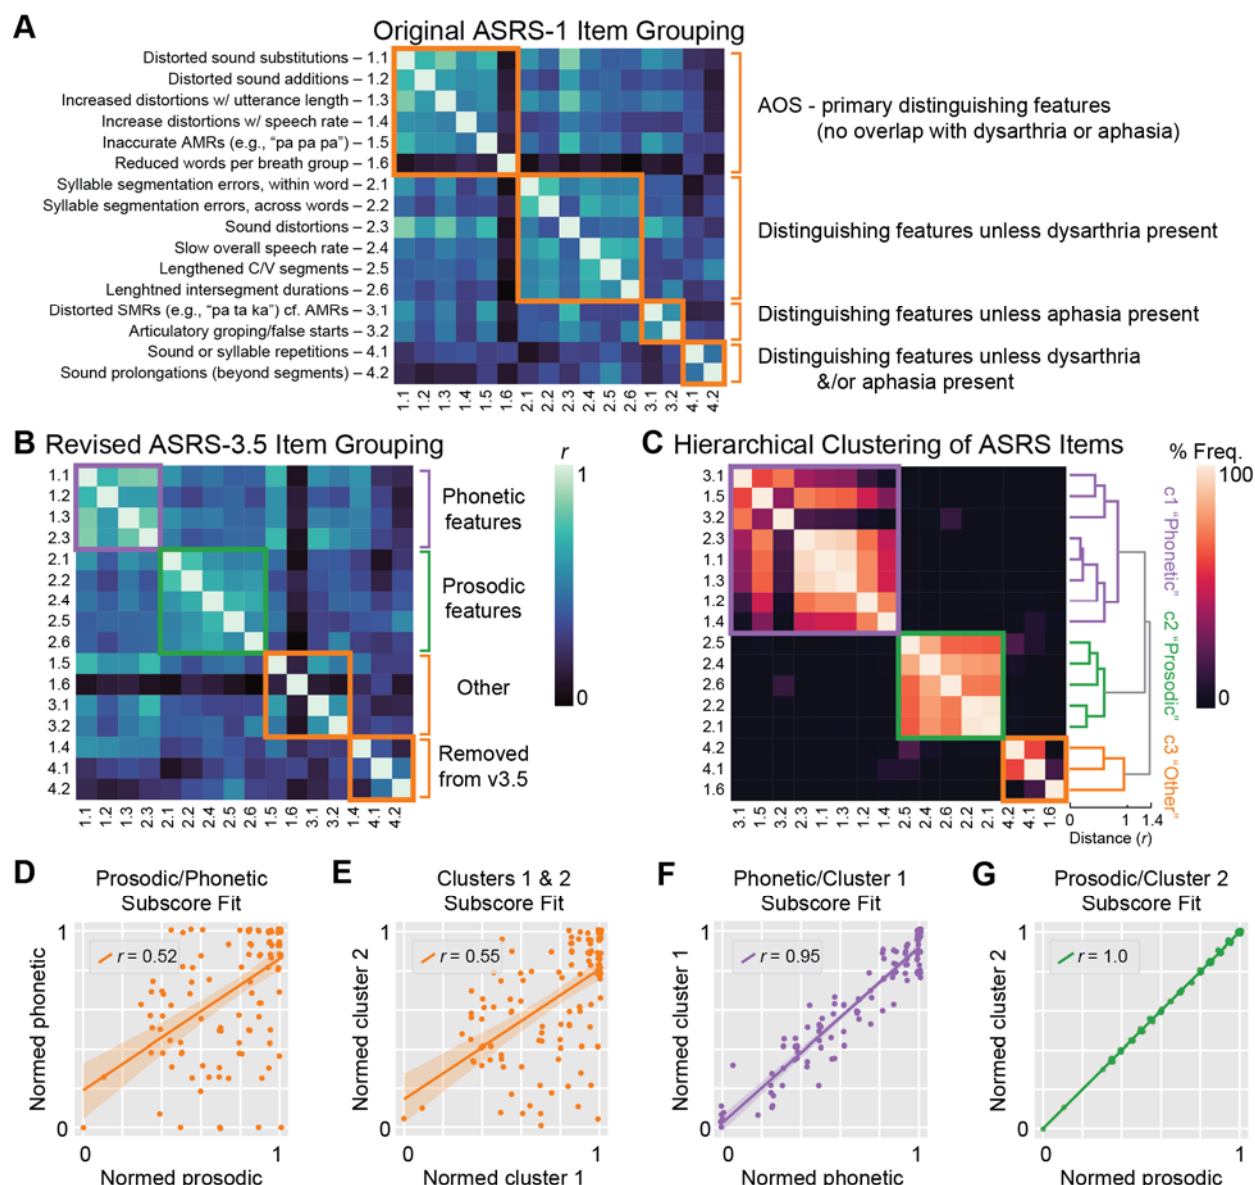 A
Original ASRS-1 Item Grouping
Distorted sound substitutions – 1.1
Distorted sound additions – 1.2
Increased distortions w/ utterance length – 1.3
Increase distortions w/ speech rate – 1.4
Inaccurate AMRs (e.g., “pa pa pa”) – 1.5
Reduced words per breath group – 1.6
Syllable segmentation errors, within word – 2.1
Syllable segmentation errors, across words – 2.2
Sound distortions – 2.3
Slow overall speech rate – 2.4
Lengthened C/V segments – 2.5
Lenghtned intersegment durations – 2.6
Distorted SMRs (e.g., “pa ta ka”) cf. AMRs – 3.1
Articulatory groping/false starts – 3.2
Sound or syllable repetitions – 4.1
Sound prolongations (beyond segments) – 4.2
1.1 1.2 1.3 1.4 1.5 1.6 2.1 2.2 2.3 2.4 2.5 2.6 3.1 3.2 4.1 4.2
AOS - primary distinguishing features
(no overlap with dysarthria or aphasia)
Distinguishing features unless dysarthria present
Distinguishing features unless aphasia present
Distinguishing features unless dysarthria
&/or aphasia present
B Revised ASRS-3.5 Item Grouping
1.1
1.2
1.3
2.3
2.1
2.2
2.4
2.5
2.6
1.5
1.6
3.1
3.2
1.4
4.1
4.2
1.1 1.2 1.3 2.3 2.1 2.2 2.4 2.5 2.6 1.5 1.6 3.1 3.2 1.4 4.1 4.2
Phonetic
features
Prosodic
features
Other
Removed
from v3.5
r
1
0
C Hierarchical Clustering of ASRS Items
3.1
1.5
3.2
2.3
1.1
1.3
1.2
1.4
2.5
2.4
2.6
2.2
2.1
4.2
4.1
1.6
3.1 1.5 3.2 2.3 1.1 1.3 1.2 1.4 2.5 2.4 2.6 2.2 2.1 4.2 4.1 1.6
0 1 1.4
Distance (r)
c1 “Phonetic”
c2 “Prosodic”
c3 “Other”
% Freq.
100
0
D
Prosodic/Phonetic
Subscore Fit
r = 0.52
1
0
Normed phonetic
0 1
Normed prosodic
E
Clusters 1 & 2
Subscore Fit
r = 0.55
1
0
Normed cluster 2
0 1
Normed cluster 1
F
Phonetic/Cluster 1
Subscore Fit
r = 0.95
1
0
Normed cluster 1
0 1
Normed phonetic
G
Prosodic/Cluster 2
Subscore Fit
r = 1.0
1
0
Normed cluster 2
0 1
Normed prosodic